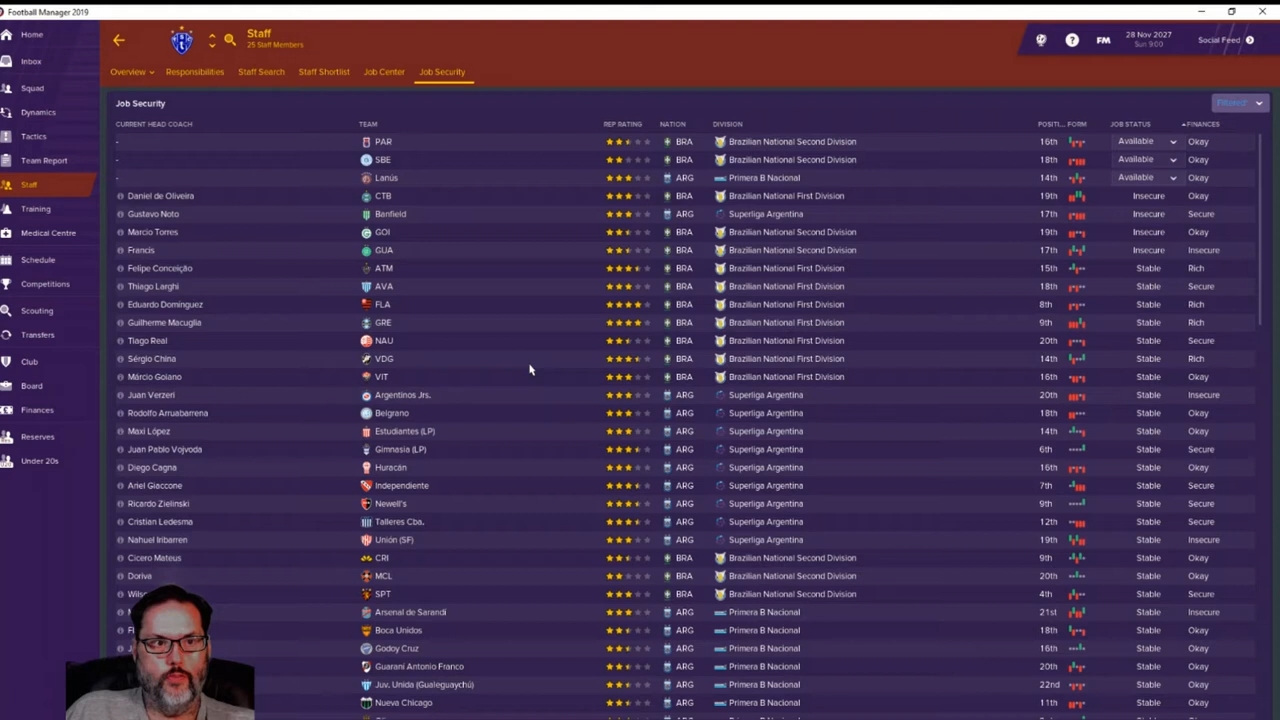 Football Manager 2019
Home
Inbox
Squad
Dynamics
Tactics
Team Report
Staff
Training
Medical Centre
Schedule
Competitions
Scouting
Transfers
Club
Board
Finances
Reserves
Under 20s
Staff
25 Staff Members
FM
28 Nov 2027
Sun 9:00
Social Feed
Overview Responsibilities Staff Search Staff Shortlist Job Center Job Security
Job Security
Filtered
CURRENT HEAD COACH TEAM REP RATING NATION DIVISION POSITI... FORM JOB STATUS FINANCES
- PAR BRA Brazilian National Second Division 16th Available Okay
- SBE BRA Brazilian National Second Division 18th Available Okay
- Lanús ARG Primera B Nacional 14th Available Okay
Daniel de Oliveira CTB BRA Brazilian National First Division 19th Insecure Okay
Gustavo Noto Banfield ARG Superliga Argentina 17th Insecure Secure
Marcio Torres GOI BRA Brazilian National Second Division 19th Insecure Okay
Francis GUA BRA Brazilian National Second Division 17th Insecure Insecure
Felipe Conceição ATM BRA Brazilian National First Division 15th Stable Rich
Thiago Larghi AVA BRA Brazilian National First Division 18th Stable Secure
Eduardo Domínguez FLA BRA Brazilian National First Division 8th Stable Rich
Guilherme Macuglia GRE BRA Brazilian National First Division 9th Stable Rich
Tiago Real NAU BRA Brazilian National First Division 20th Stable Secure
Sérgio China VDG BRA Brazilian National First Division 14th Stable Rich
Márcio Goiano VIT BRA Brazilian National First Division 16th Stable Okay
Juan Verzeri Argentinos Jrs. ARG Superliga Argentina 20th Stable Insecure
Rodolfo Arruabarrena Belgrano ARG Superliga Argentina 18th Stable Okay
Maxi López Estudiantes (LP) ARG Superliga Argentina 14th Stable Okay
Juan Pablo Vojvoda Gimnasia (LP) ARG Superliga Argentina 6th Stable Secure
Diego Cagna Huracán ARG Superliga Argentina 16th Stable Okay
Ariel Giaccone Independiente ARG Superliga Argentina 7th Stable Secure
Ricardo Zielinski Newell's ARG Superliga Argentina 9th Stable Secure
Cristian Ledesma Talleres Cba. ARG Superliga Argentina 12th Stable Secure
Nahuel Iribarren Unión (SF) ARG Superliga Argentina 19th Stable Insecure
Cicero Mateus CRI BRA Brazilian National Second Division 9th Stable Okay
Doriva MCL BRA Brazilian National Second Division 20th Stable Okay
Wils SPT BRA Brazilian National Second Division 4th Stable Secure
Arsenal de Sarandí ARG Primera B Nacional 21st Stable Insecure
Boca Unidos ARG Primera B Nacional 18th Stable Okay
Godoy Cruz ARG Primera B Nacional 16th Stable Okay
Guaraní Antonio Franco ARG Primera B Nacional 20th Stable Okay
Juv. Unida (Gualeguaychú) ARG Primera B Nacional 22nd Stable Okay
Nueva Chicago ARG Primera B Nacional 11th Stable Okay